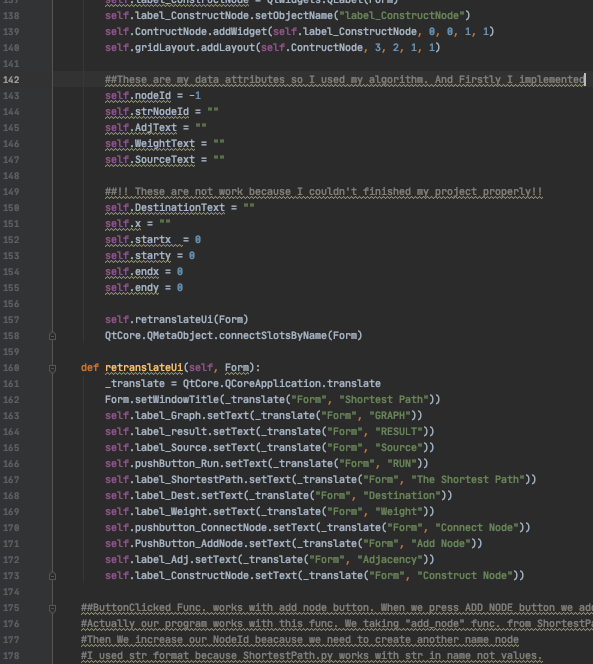 137 self.label_ConstructNode = QtWidgets.QLabel(Form)
138 self.label_ConstructNode.setObjectName("label_ConstructNode")
139 self.ContructNode.addWidget(self.label_ConstructNode, 0, 0, 1, 1)
140 self.gridLayout.addLayout(self.ContructNode, 3, 2, 1, 1)
141
142 ##These are my data attributes so I used my algorithm. And Firstly I implemented
143 self.nodeId = -1
144 self.strNodeId = ""
145 self.AdjText = ""
146 self.WeightText = ""
147 self.SourceText = ""
148
149 ##!! These are not work because I couldn't finished my project properly!!
150 self.DestinationText = ""
151 self.x = ""
152 self.startx  = 0
153 self.starty = 0
154 self.endx = 0
155 self.endy = 0
156
157 self.retranslateUi(Form)
158 QtCore.QMetaObject.connectSlotsByName(Form)
159
160 def retranslateUi(self, Form):
161 _translate = QtCore.QCoreApplication.translate
162 Form.setWindowTitle(_translate("Form", "Shortest Path"))
163 self.label_Graph.setText(_translate("Form", "GRAPH"))
164 self.label_result.setText(_translate("Form", "RESULT"))
165 self.label_Source.setText(_translate("Form", "Source"))
166 self.pushButton_Run.setText(_translate("Form", "RUN"))
167 self.label_ShortestPath.setText(_translate("Form", "The Shortest Path"))
168 self.label_Dest.setText(_translate("Form", "Destination"))
169 self.label_Weight.setText(_translate("Form", "Weight"))
170 self.pushbutton_ConnectNode.setText(_translate("Form", "Connect Node"))
171 self.PushButton_AddNode.setText(_translate("Form", "Add Node"))
172 self.label_Adj.setText(_translate("Form", "Adjacency"))
173 self.label_ConstructNode.setText(_translate("Form", "Construct Node"))
174
175 ##ButtonClicked Func. works with add node button. When we press ADD NODE button we add
176 #Actually our program works with this func. We taking "add_node" func. from ShortestPa
177 #Then We increase our NodeId beacause we need to create another name node
178 #I used str format because ShortestPath.py works with str in name not values.